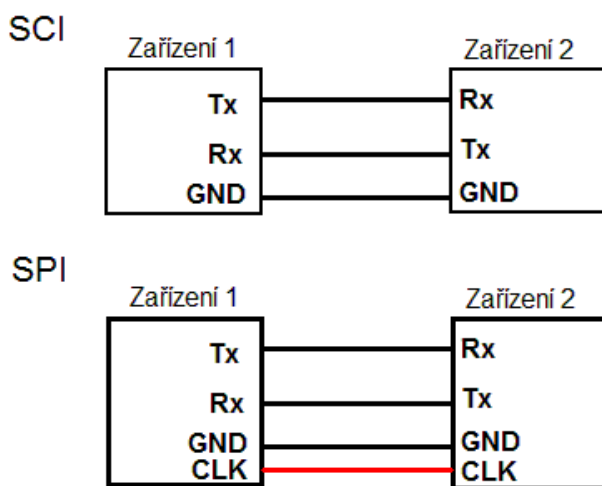 SCI
Zařízení 1 Zařízení 2
Tx Rx
Rx Tx
GND GND
SPI
Zařízení 1 Zařízení 2
Tx Rx
Rx Tx
GND GND
CLK CLK